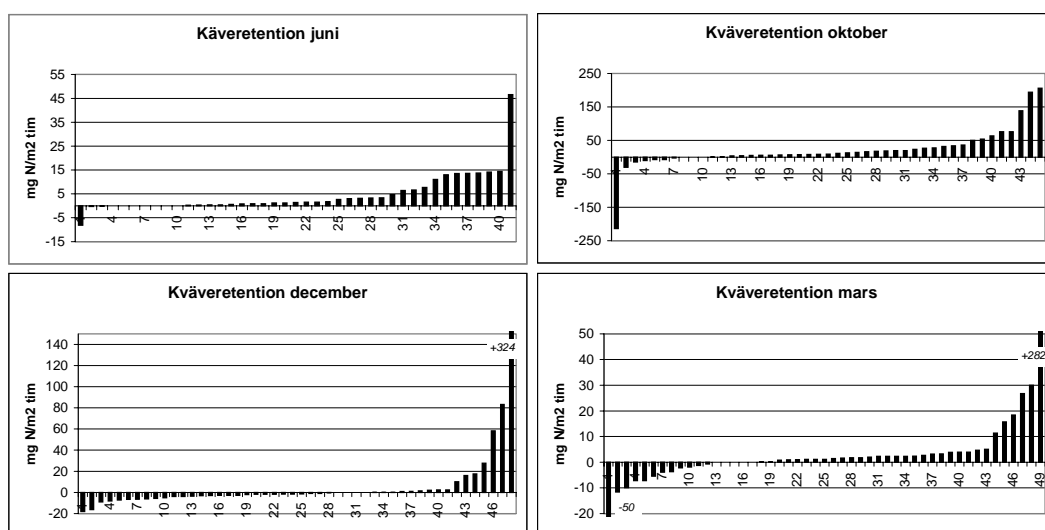 Käveretention juni
mg N/m2 tim
55
45
35
25
15
5
-5
-15
4 7 10 13 16 19 22 25 28 31 34 37 40
Kväveretention oktober
mg N/m2 tim
250
150
50
-50
-150
-250
4 7 10 13 16 19 22 25 28 31 34 37 40 43
Kväveretention december
mg N/m2 tim
140
120
100
80
60
40
20
0
-20
+324
4 7 10 13 16 19 22 25 28 31 34 37 40 43 46
Kväveretention mars
mg N/m2 tim
50
40
30
20
10
0
-10
-20
+282
4 7 10 13 16 19 22 25 28 31 34 37 40 43 46 49
-50